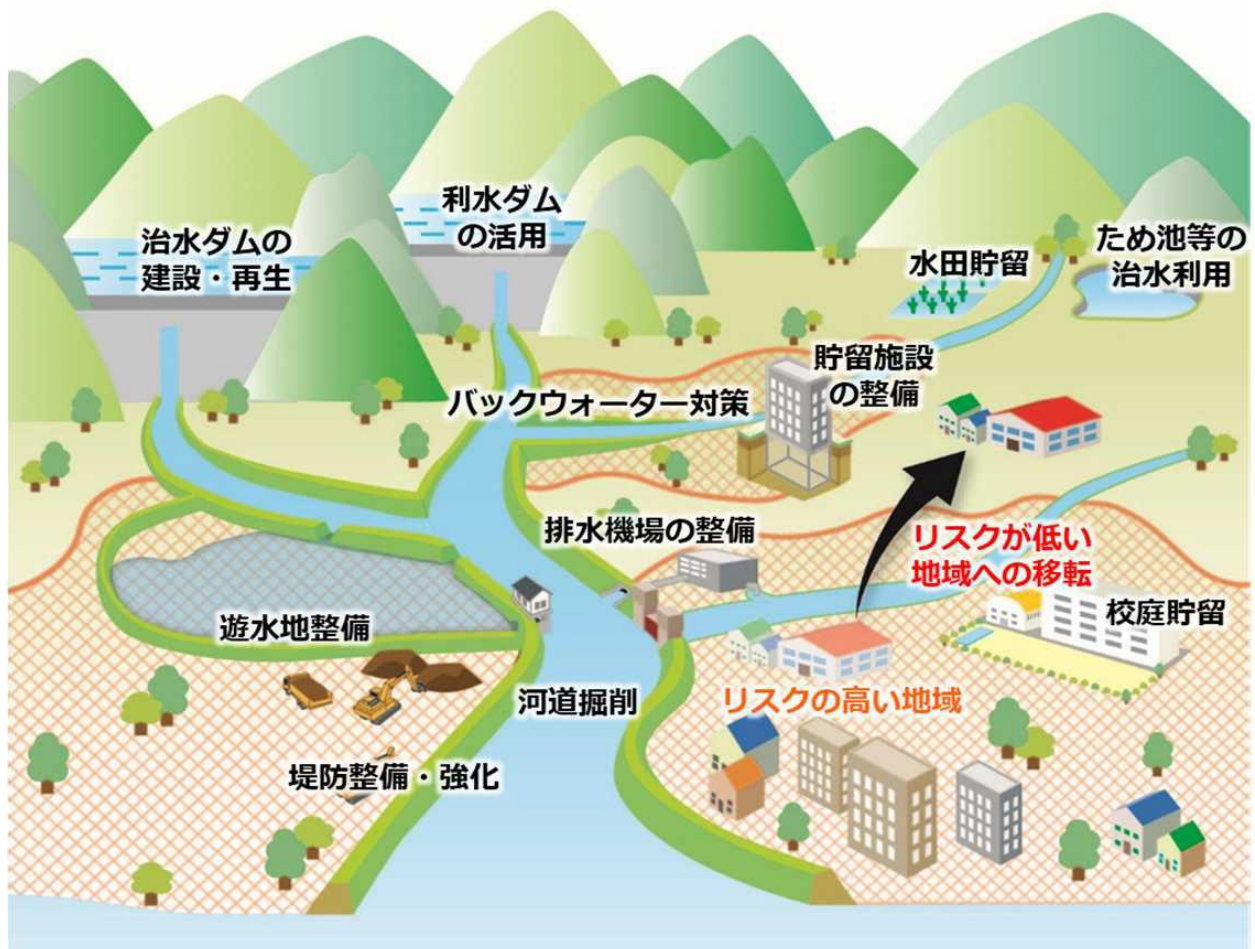 治水ダムの
建設・再生
利水ダム
の活用
水田貯留
ため池等の
治水利用
貯留施設
の整備
バックウォーター対策
排水機場の整備
リスクが低い
地域への移転
校庭貯留
遊水地整備
河道掘削
リスクの高い地域
堤防整備・強化